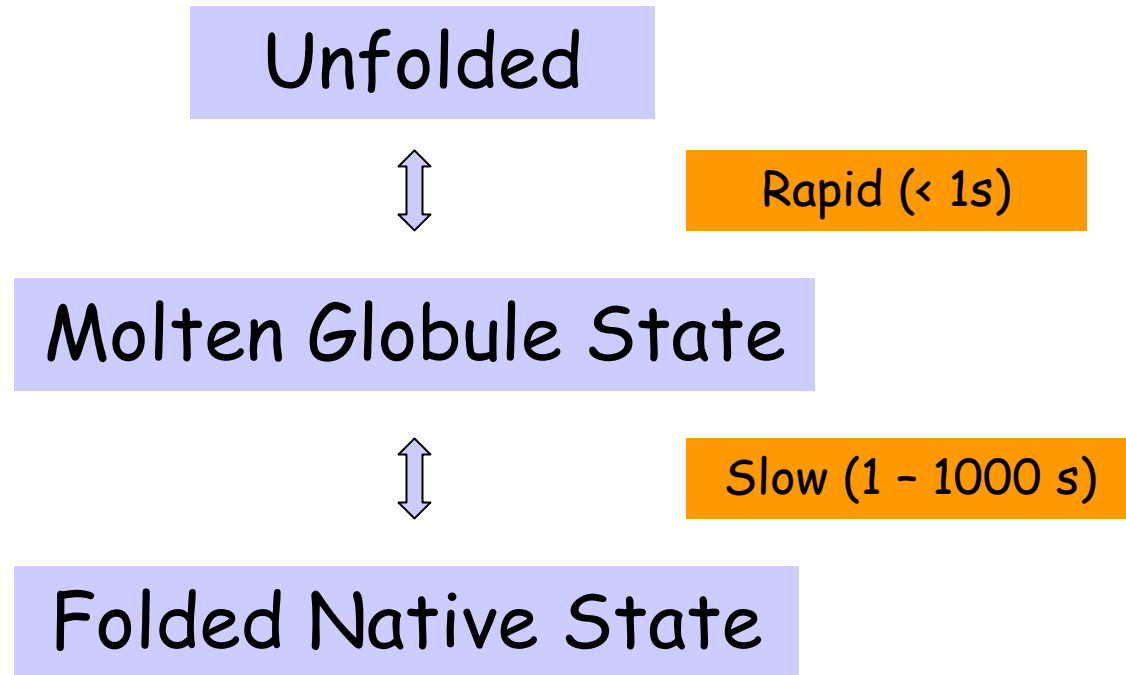 Unfolded
Rapid (< 1s)
Molten Globule State
Slow (1 – 1000 s)
Folded Native State